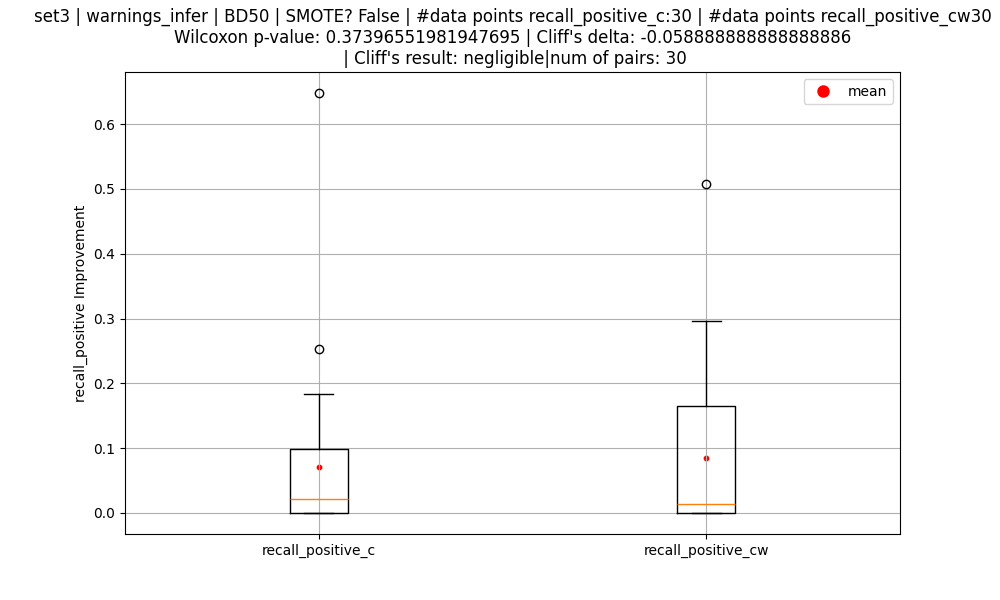 set3 | warnings_infer | BD50 | SMOTE? False | #data points recall_positive_c:30 | #data points recall_positive_cw30
Wilcoxon p-value: 0.37396551981947695 | Cliff's delta: -0.058888888888888886
| Cliff's result: negligible|num of pairs: 30
mean
0.6
0.5
0.4
0.3
0.2
0.1
0.0
recall_positive Improvement
recall_positive_c
recall_positive_cw